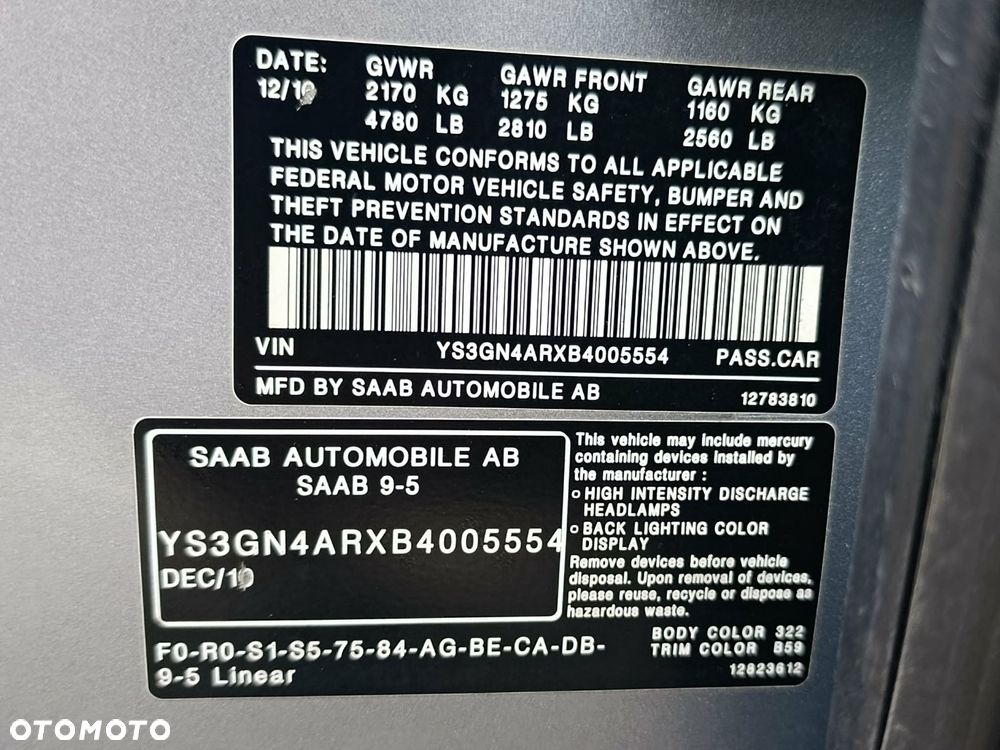 DATE: GVWR GAWR FRONT GAWR REAR
12/10 2170 KG 1275 KG 1160 KG
4780 LB 2810 LB 2560 LB
THIS VEHICLE CONFORMS TO ALL APPLICABLE
FEDERAL MOTOR VEHICLE SAFETY, BUMPER AND
THEFT PREVENTION STANDARDS IN EFFECT ON
THE DATE OF MANUFACTURE SHOWN ABOVE.
VIN YS3GN4ARXB4005554 PASS.CAR
MFD BY SAAB AUTOMOBILE AB 12783810
SAAB AUTOMOBILE AB
SAAB 9-5
YS3GN4ARXB4005554
DEC/10
This vehicle may include mercury
containing devices installed by
the manufacturer :
o HIGH INTENSITY DISCHARGE
HEADLAMPS
o BACK LIGHTING COLOR
DISPLAY
Remove devices before vehicle
disposal. Upon removal of devices,
please reuse, recycle or dispose as
hazardous waste.
F0-R0-S1-S5-75-84-AG-BE-CA-DB-
9-5 Linear
BODY COLOR 322
TRIM COLOR B59
12823612
OTOMOTO